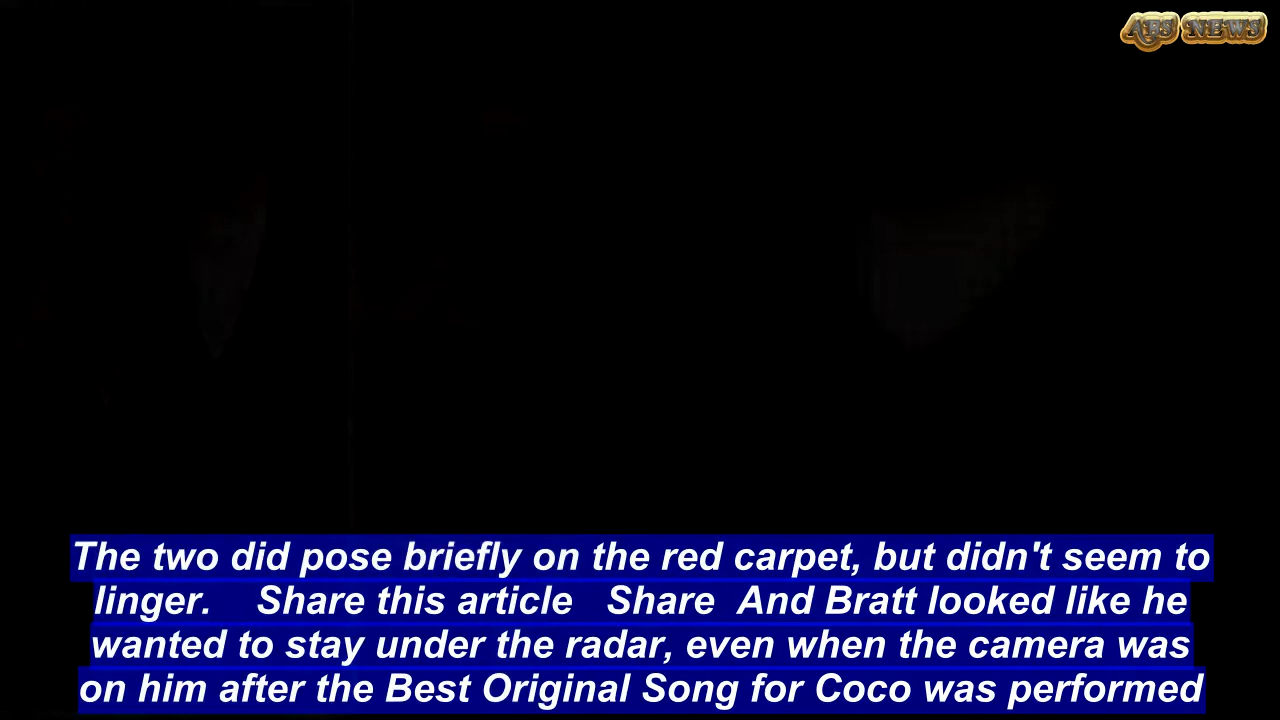 ARS NEWS
The two did pose briefly on the red carpet, but didn't seem to
linger. Share this article Share And Bratt looked like he
wanted to stay under the radar, even when the camera was
on him after the Best Original Song for Coco was performed